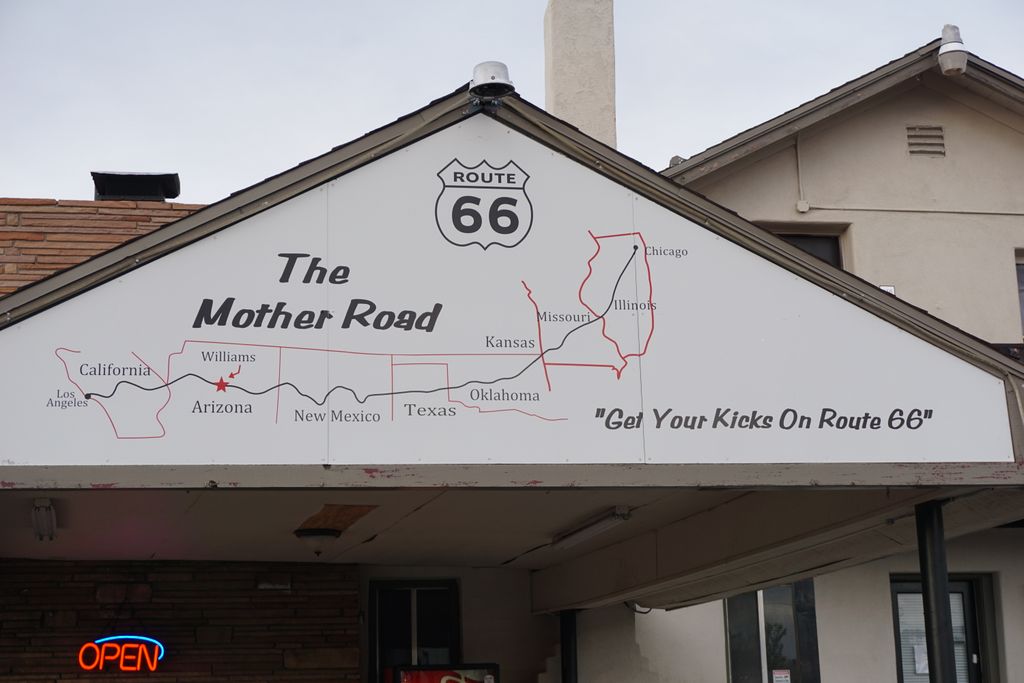 ROUTE
66
The
Mother Road
Chicago
Illinois
Missouri
Kansas
Williams
California
Los
Angeles
Arizona
New Mexico
Texas
Oklahoma
"Get Your Kicks On Route 66"
OPEN